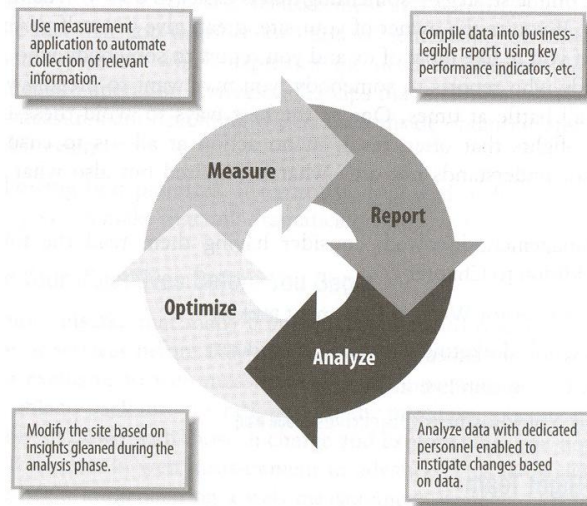 Use measurement
application to automate
collection of relevant
information.
Compile data into business-
legible reports using key
performance indicators, etc.
Measure
Report
Optimize
Analyze
Modify the site based on
insights gleaned during the
analysis phase.
Analyze data with dedicated
personnel enabled to
instigate changes based
on data.